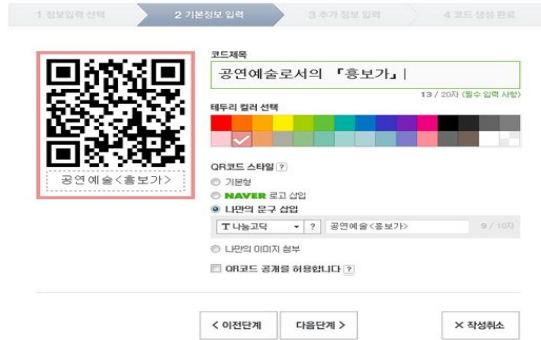 1 정보입력 선택
2 기본정보 입력
3 추가 정보 입력
4 코드 생성 완료
코드제목
공연예술로서의 『흥보가』
13 / 20자 (필수 입력 사항)
테두리 컬러 선택
공연예술<흥보가>
QR코드 스타일 ?
기본형
NAVER 로고 삽입
나만의 문구 삽입
T 나눔고딕 ? 공연예술<흥보가> 9 / 10자
나만의 이미지 첨부
QR코드 공개를 허용합니다 ?
< 이전단계 다음단계 > × 작성취소